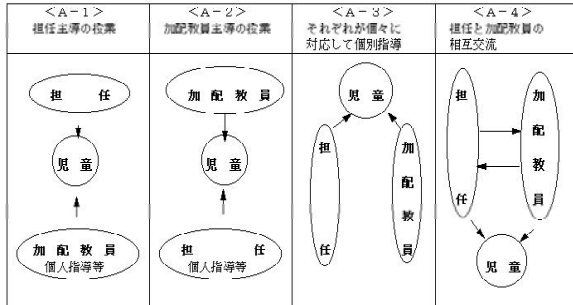 ＜A－1＞
担任主導の授業
担　任
児 童
加 配 教 員
個人指導等
＜A－2＞
加配教員主導の授業
加 配 教 員
児 童
担　　任
個人指導等
＜A－3＞
それぞれが個々に
対応して個別指導
児 童
担　任
加配教員
＜A－4＞
担任と加配教員の
相互交流
担　任
加配教員
児 童